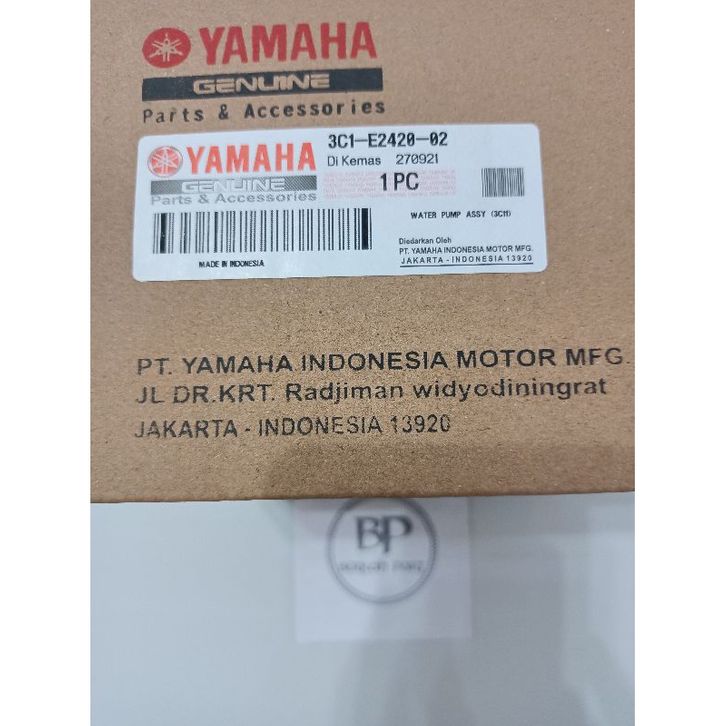 YAMAHA
GENUINE
Parts & Accessories
YAMAHA
GENUINE
Parts & Accessories
3C1-E2420-02
Di Kemas 270921
1 PC
WATER PUMP ASSY (3C11)
MADE IN INDONESIA
Diedarkan Oleh
PT. YAMAHA INDONESIA MOTOR MFG.
JAKARTA - INDONESIA 13920
PT. YAMAHA INDONESIA MOTOR MFG.
JL DR.KRT. Radjiman widyodiningrat
JAKARTA - INDONESIA 13920
BP